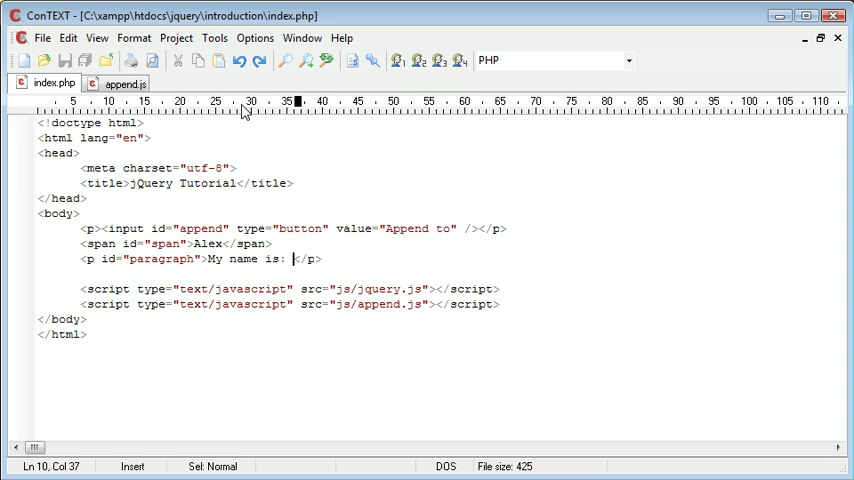 ConTEXT - [C:\xampp\htdocs\jquery\introduction\index.php]
File Edit View Format Project Tools Options Window Help
1 2 3 4 PHP
index.php append.js
5 10 15 20 25 30 35 40 45 50 55 60 65 70 75 80 85 90 95 100 105 110
<!doctype html>
<html lang="en">
<head>
<meta charset="utf-8">
<title>jQuery Tutorial</title>
</head>
<body>
<p><input id="append" type="button" value="Append to" /></p>
<span id="span">Alex</span>
<p id="paragraph">My name is: </p>
<script type="text/javascript" src="js/jquery.js"></script>
<script type="text/javascript" src="js/append.js"></script>
</body>
</html>
Ln 10, Col 37 Insert Sel: Normal DOS File size: 425